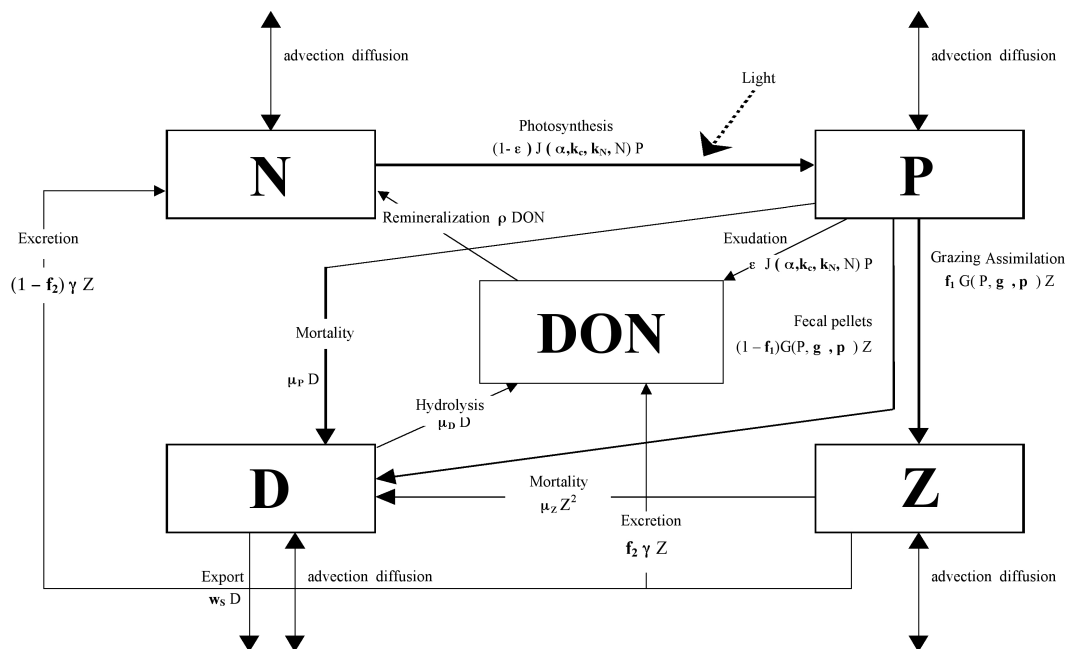 advection diffusion
advection diffusion
Light
Photosynthesis
(1- ε ) J ( α,kc, kN, N) P
N
P
Remineralization ρ DON
Excretion
(1 – f2) γ Z
Exudation
ε J ( α,kc, kN, N) P
Grazing Assimilation
f1 G( P, g , p ) Z
DON
Mortality
μP D
Fecal pellets
(1 – f1)G(P, g , p ) Z
Hydrolysis
μD D
D
Mortality
μZ Z²
Z
Excretion
f2 γ Z
Export
wS D
advection diffusion
advection diffusion